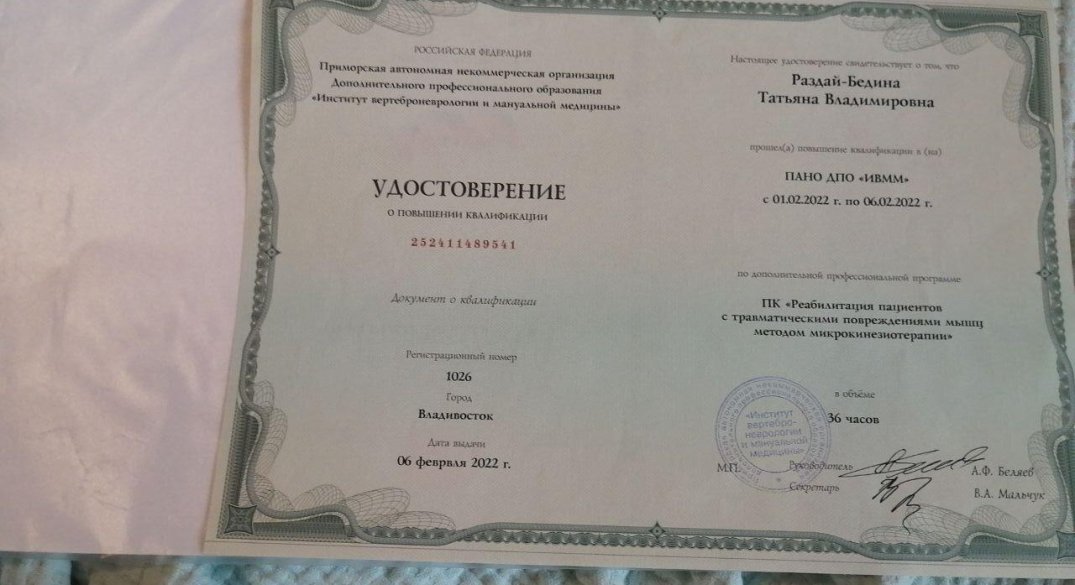 РОССИЙСКАЯ ФЕДЕРАЦИЯ
Приморская автономная некоммерческая организация
Дополнительного профессионального образования
«Институт вертеброневрологии и мануальной медицины»
УДОСТОВЕРЕНИЕ
О ПОВЫШЕНИИ КВАЛИФИКАЦИИ
252411489541
Документ о квалификации
Регистрационный номер
1026
Город
Владивосток
Дата выдачи
06 феврвля 2022 г.
Настоящее удостоверение свидетельствует о том, что
Раздай-Бедина
Татьяна Владимировна
прошел(а) повышение квалификации в (на)
ПАНО ДПО «ИВММ»
с 01.02.2022 г. по 06.02.2022 г.
по дополнительной профессиональной программе
ПК «Реабилитация пациентов
с травматическими повреждениями мышц
методом микрокинезиотерапии»
в объёме
36 часов
«Институт
вертебро-
неврологии
и мануальной
медицины»
М.П.
Руководитель
А.Ф. Беляев
Секретарь
В.А. Мальчук